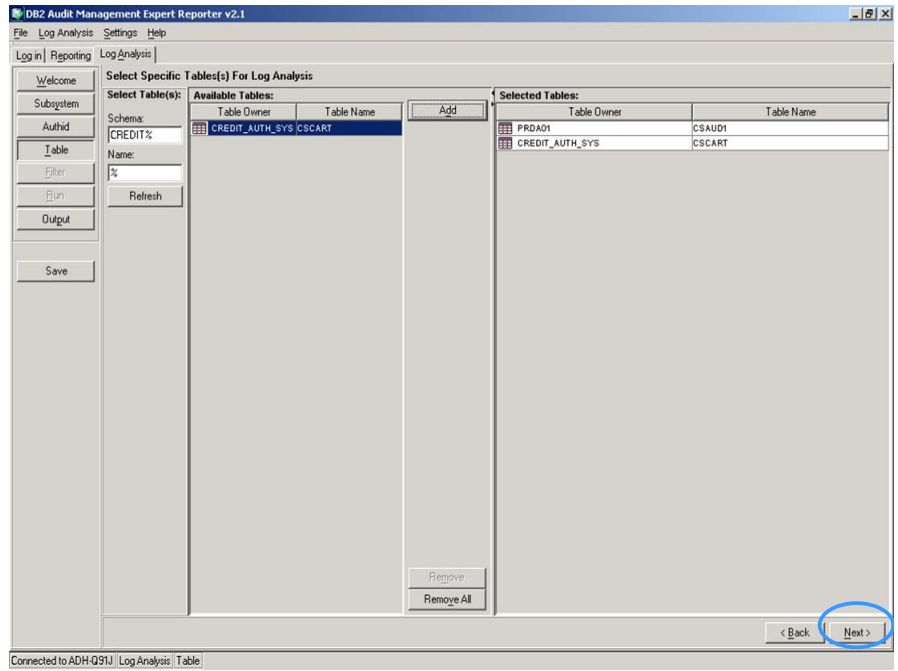 DB2 Audit Management Expert Reporter v2.1
File Log Analysis Settings Help
Log in Reporting Log Analysis
Welcome
Subsystem
Authid
Table
Filter
Run
Output
Save
Select Specific Tables(s) For Log Analysis
Select Table(s):
Schema:
CREDIT%
Name:
%
Refresh
Available Tables:
Table Owner Table Name
CREDIT_AUTH_SYS CSCART
Add
Remove
Remove All
Selected Tables:
Table Owner Table Name
PRDA01 CSAUD1
CREDIT_AUTH_SYS CSCART
< Back Next >
Connected to ADH-Q91J Log Analysis Table